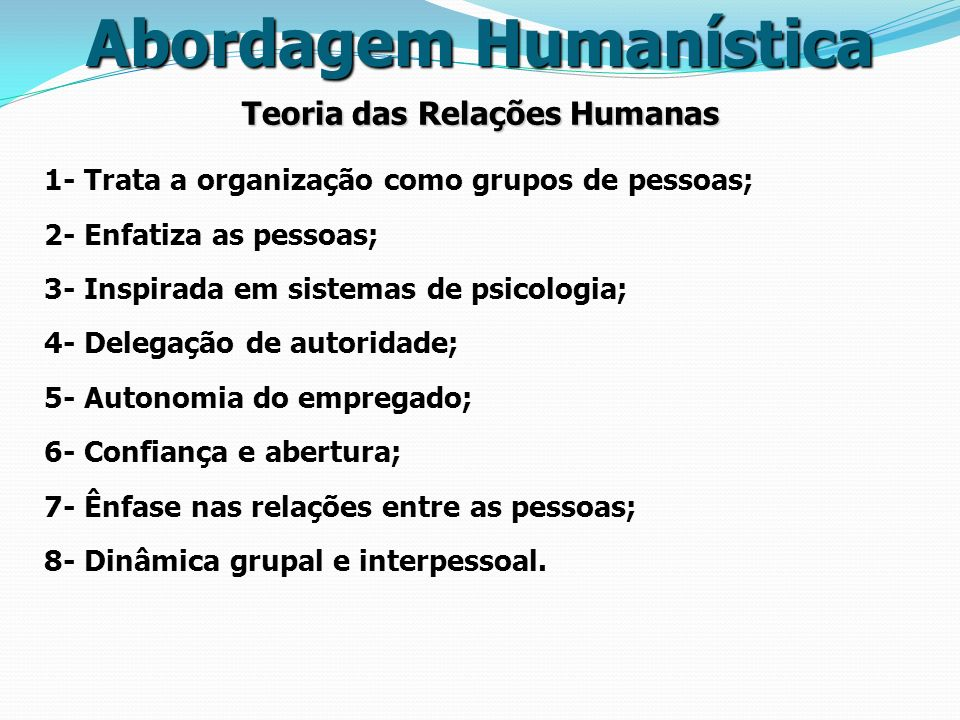 Abordagem Humanística
Teoria das Relações Humanas
1- Trata a organização como grupos de pessoas;
2- Enfatiza as pessoas;
3- Inspirada em sistemas de psicologia;
4- Delegação de autoridade;
5- Autonomia do empregado;
6- Confiança e abertura;
7- Ênfase nas relações entre as pessoas;
8- Dinâmica grupal e interpessoal.